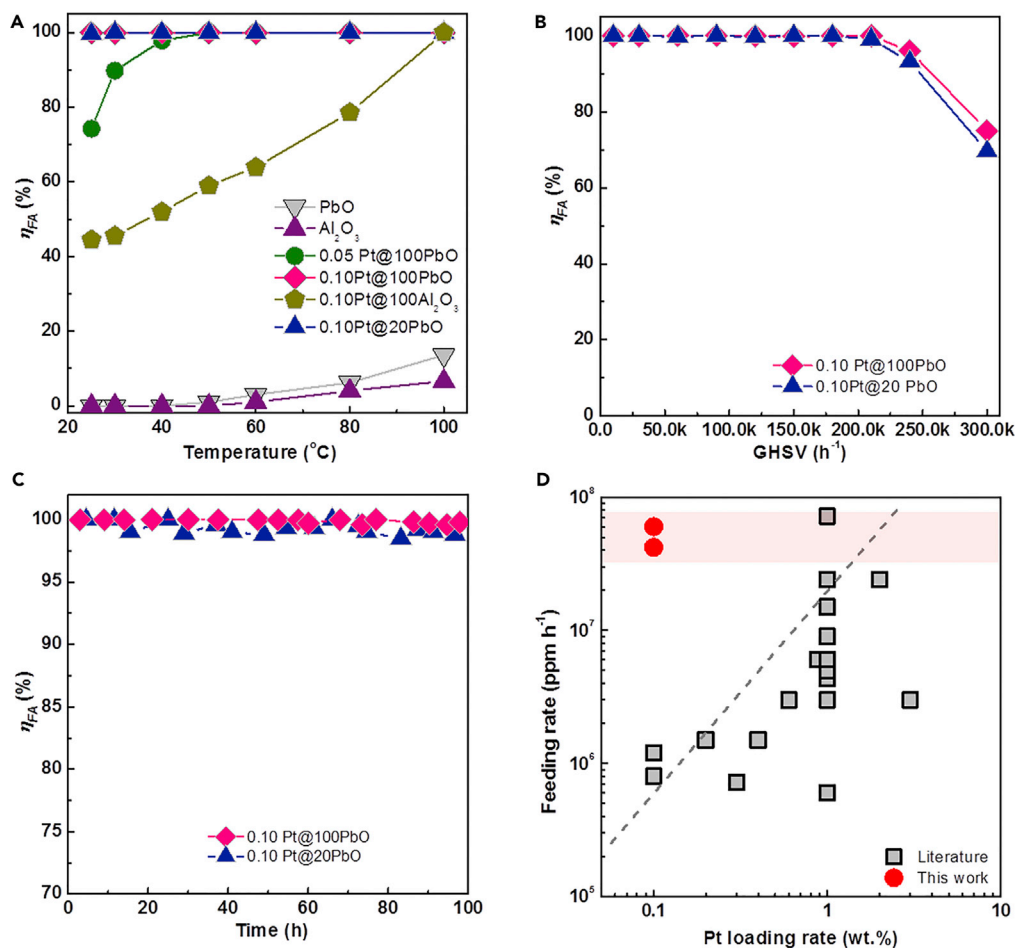 A
100
80
60
40
20
0
η_FA (%)
PbO
Al₂O₃
0.05 Pt@100PbO
0.10Pt@100PbO
0.10Pt@100Al₂O₃
0.10Pt@20PbO
20 40 60 80 100
Temperature (°C)
B
100
80
60
40
20
0
η_FA (%)
0.10 Pt@100PbO
0.10Pt@20 PbO
0.0 50.0k 100.0k 150.0k 200.0k 250.0k 300.0k
GHSV (h⁻¹)
C
100
95
90
85
80
75
70
η_FA (%)
0.10 Pt@100PbO
0.10 Pt@20PbO
0 20 40 60 80 100
Time (h)
D
10⁸
10⁷
10⁶
10⁵
Feeding rate (ppm h⁻¹)
Literature
This work
0.1 1 10
Pt loading rate (wt.%)